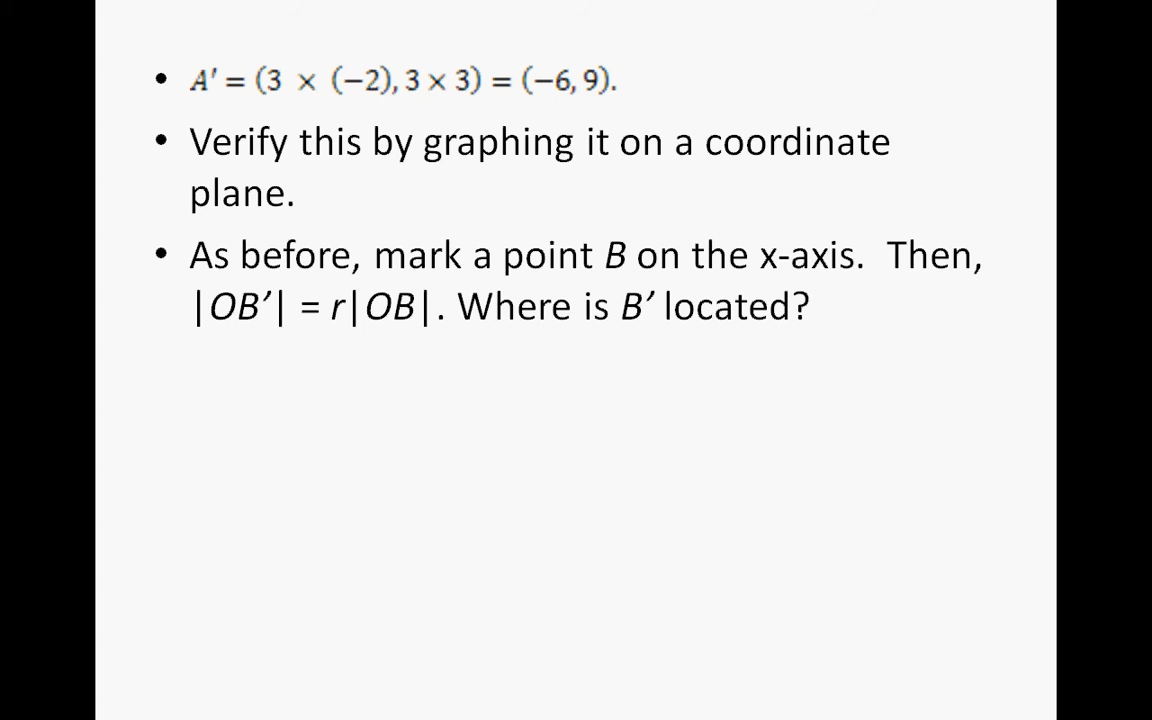 • A′ = (3 × (−2), 3 × 3) = (−6, 9).
• Verify this by graphing it on a coordinate
plane.
• As before, mark a point B on the x-axis.  Then,
|OB’| = r|OB|. Where is B’ located?